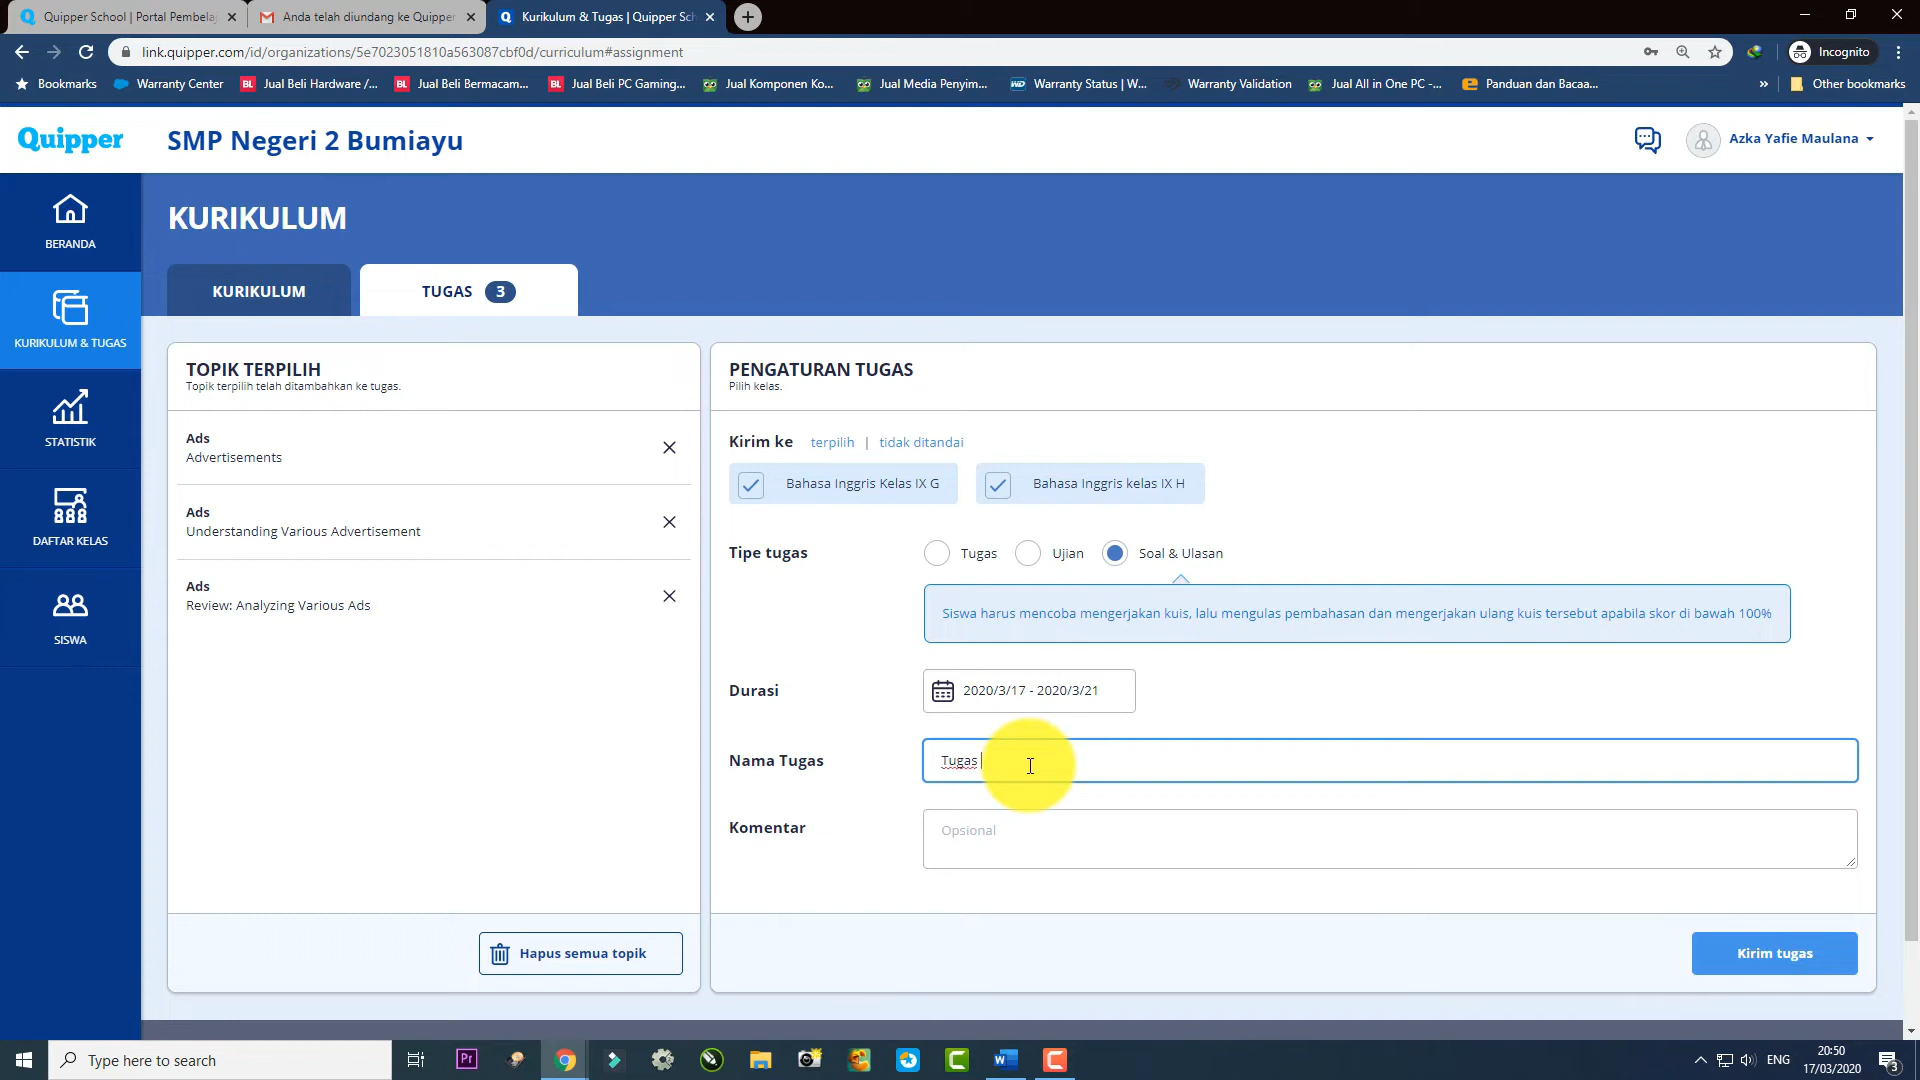 Quipper School | Portal Pembela
Anda telah diundang ke Quipper
Kurikulum & Tugas | Quipper Sch
link.quipper.com/id/organizations/5e7023051810a563087cbf0d/curriculum#assignment
Incognito
Bookmarks
Warranty Center
BL Jual Beli Hardware /...
BL Jual Beli Bermacam...
BL Jual Beli PC Gaming...
Jual Komponen Ko...
Jual Media Penyim...
WD Warranty Status | W...
Warranty Validation
Jual All in One PC -...
Panduan dan Bacaa...
»
Other bookmarks
Quipper
SMP Negeri 2 Bumiayu
Azka Yafie Maulana
BERANDA
KURIKULUM & TUGAS
STATISTIK
DAFTAR KELAS
SISWA
KURIKULUM
KURIKULUM
TUGAS 3
TOPIK TERPILIH
Topik terpilih telah ditambahkan ke tugas.
Ads
Advertisements
Ads
Understanding Various Advertisement
Ads
Review: Analyzing Various Ads
Hapus semua topik
PENGATURAN TUGAS
Pilih kelas.
Kirim ke terpilih | tidak ditandai
Bahasa Inggris Kelas IX G
Bahasa Inggris kelas IX H
Tipe tugas
Tugas
Ujian
Soal & Ulasan
Siswa harus mencoba mengerjakan kuis, lalu mengulas pembahasan dan mengerjakan ulang kuis tersebut apabila skor di bawah 100%
Durasi
2020/3/17 - 2020/3/21
Nama Tugas
Tugas
Komentar
Opsional
Kirim tugas
Type here to search
Pr
ENG
20:50
17/03/2020
3